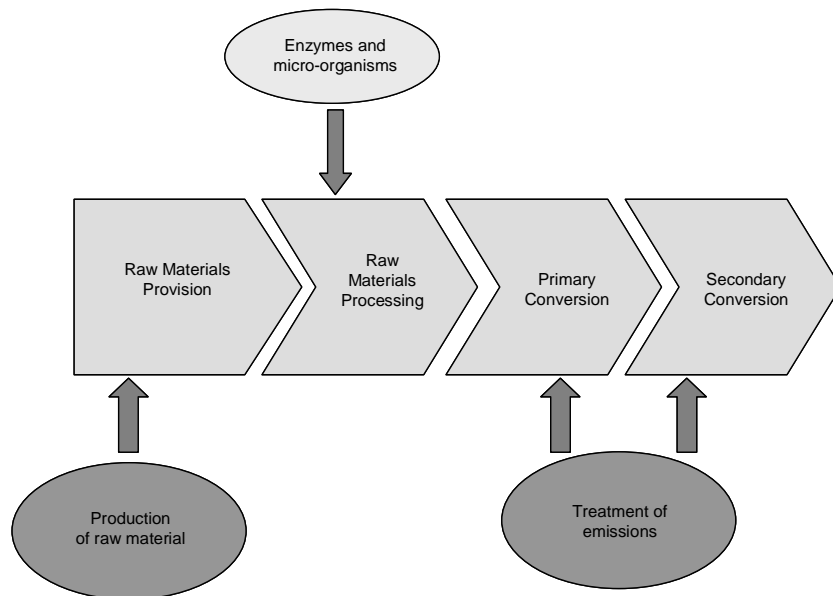 Enzymes and
micro-organisms
Raw Materials
Provision
Raw
Materials
Processing
Primary
Conversion
Secondary
Conversion
Production
of raw material
Treatment of
emissions